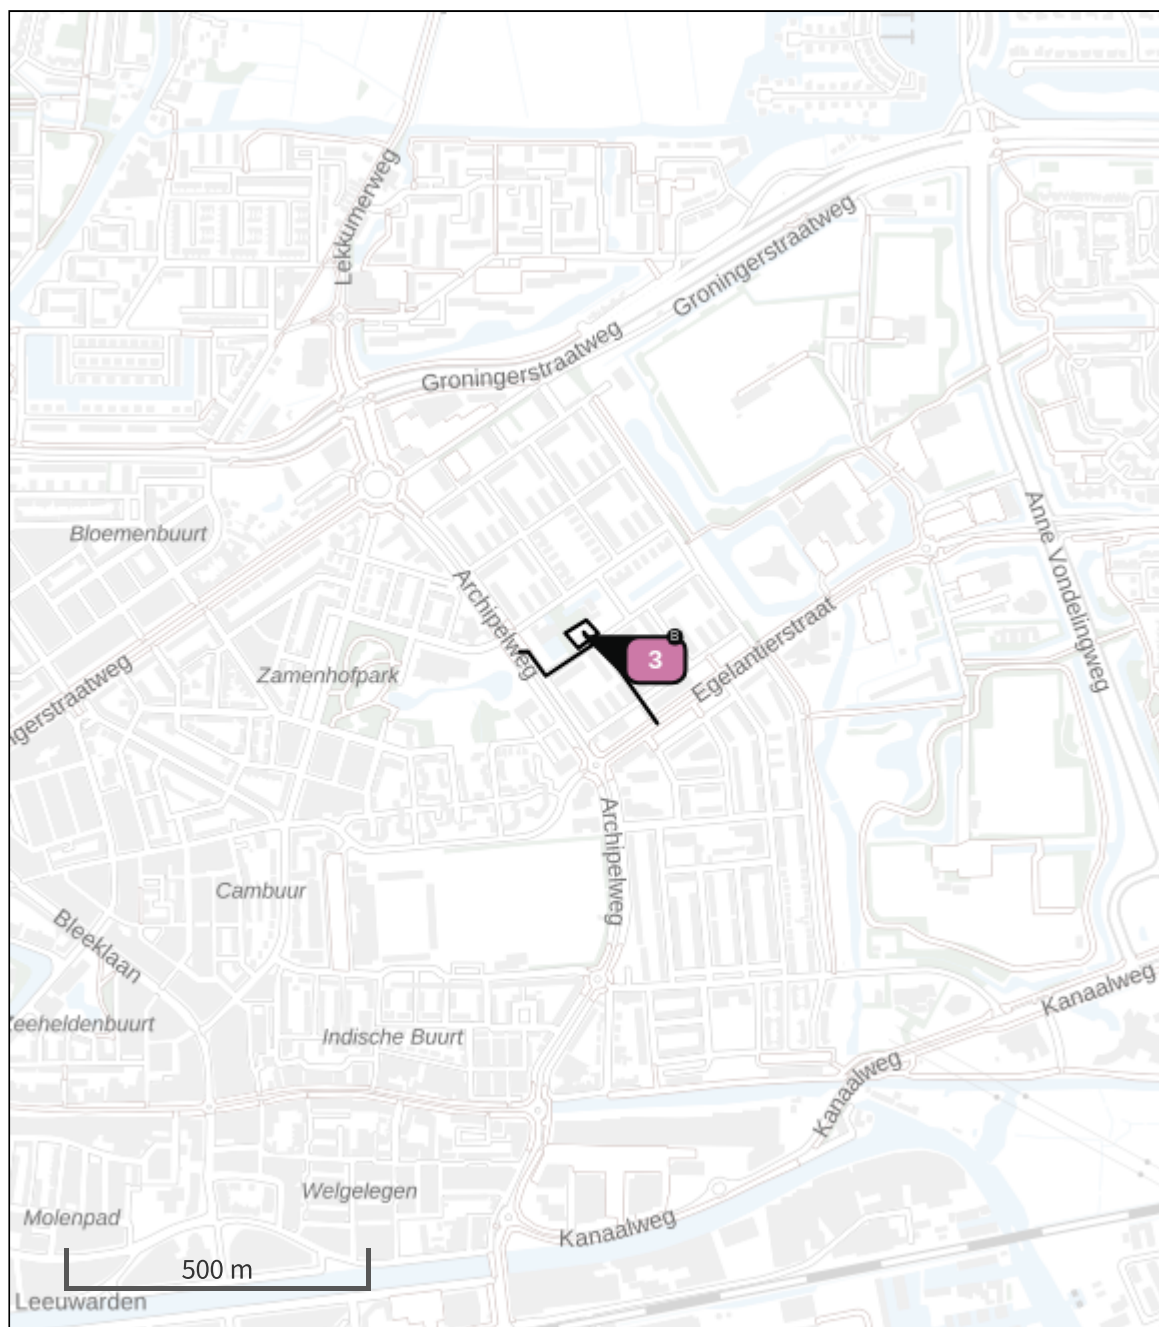 Lekkumerweg
Groningerstraatweg
Groningerstraatweg
Bloemenbuurt
Anne Vondelingweg
Archipelweg
B
3
Egelantierstraat
Zamenhofpark
ngerstraatweg
Archipelweg
Cambuur
Bleeklaan
Kanaalweg
eeheldenbuurt
Indische Buurt
Kanaalweg
Welgelegen
Molenpad
Kanaalweg
500 m
Leeuwarden